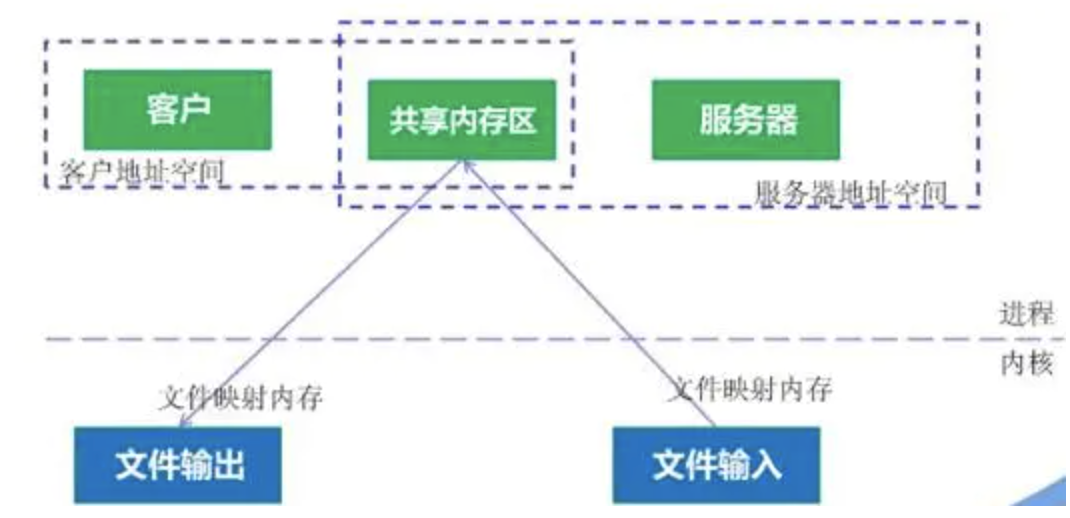 客户
共享内存区
服务器
客户地址空间
服务器地址空间
进程
内核
文件映射内存
文件映射内存
文件输出
文件输入